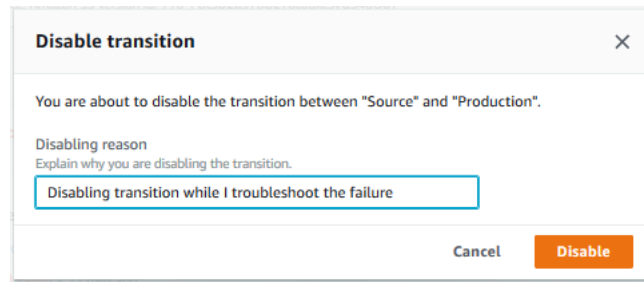 Disable transition
You are about to disable the transition between "Source" and "Production".
Disabling reason
Explain why you are disabling the transition.
Disabling transition while I troubleshoot the failure
Cancel
Disable